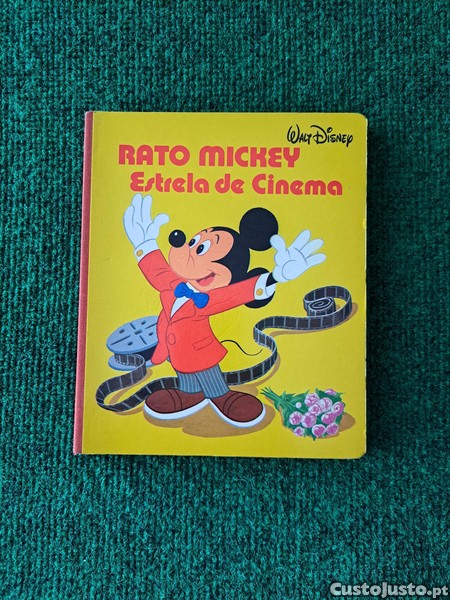 Walt Disney
RATO MICKEY
Estrela de Cinema
CustoJusto.pt